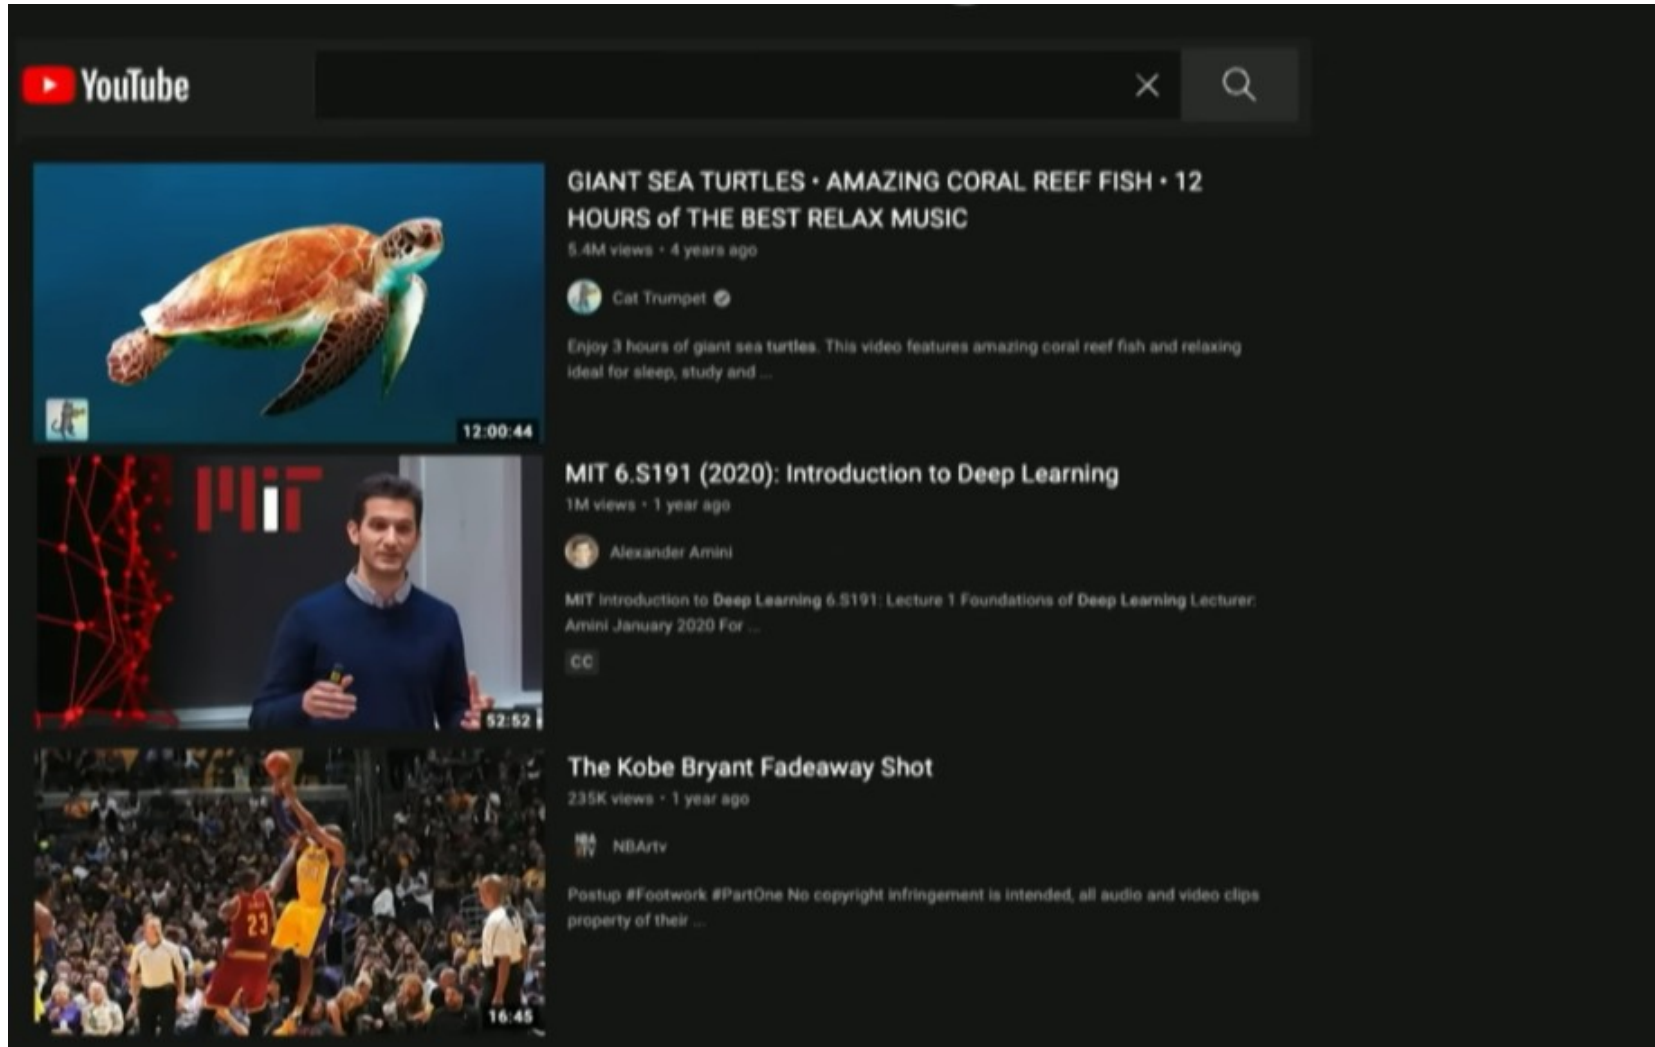 YouTube
GIANT SEA TURTLES • AMAZING CORAL REEF FISH • 12
HOURS of THE BEST RELAX MUSIC
5.4M views • 4 years ago
Cat Trumpet
Enjoy 3 hours of giant sea turtles. This video features amazing coral reef fish and relaxing
ideal for sleep, study and ...
12:00:44
MIT
MIT 6.S191 (2020): Introduction to Deep Learning
1M views • 1 year ago
Alexander Amini
MIT Introduction to Deep Learning 6.S191: Lecture 1 Foundations of Deep Learning Lecturer:
Amini January 2020 For ...
CC
52:52
The Kobe Bryant Fadeaway Shot
235K views • 1 year ago
NBA
TV
NBArtv
Postup #Footwork #PartOne No copyright infringement is intended, all audio and video clips
property of their ...
23
16:45